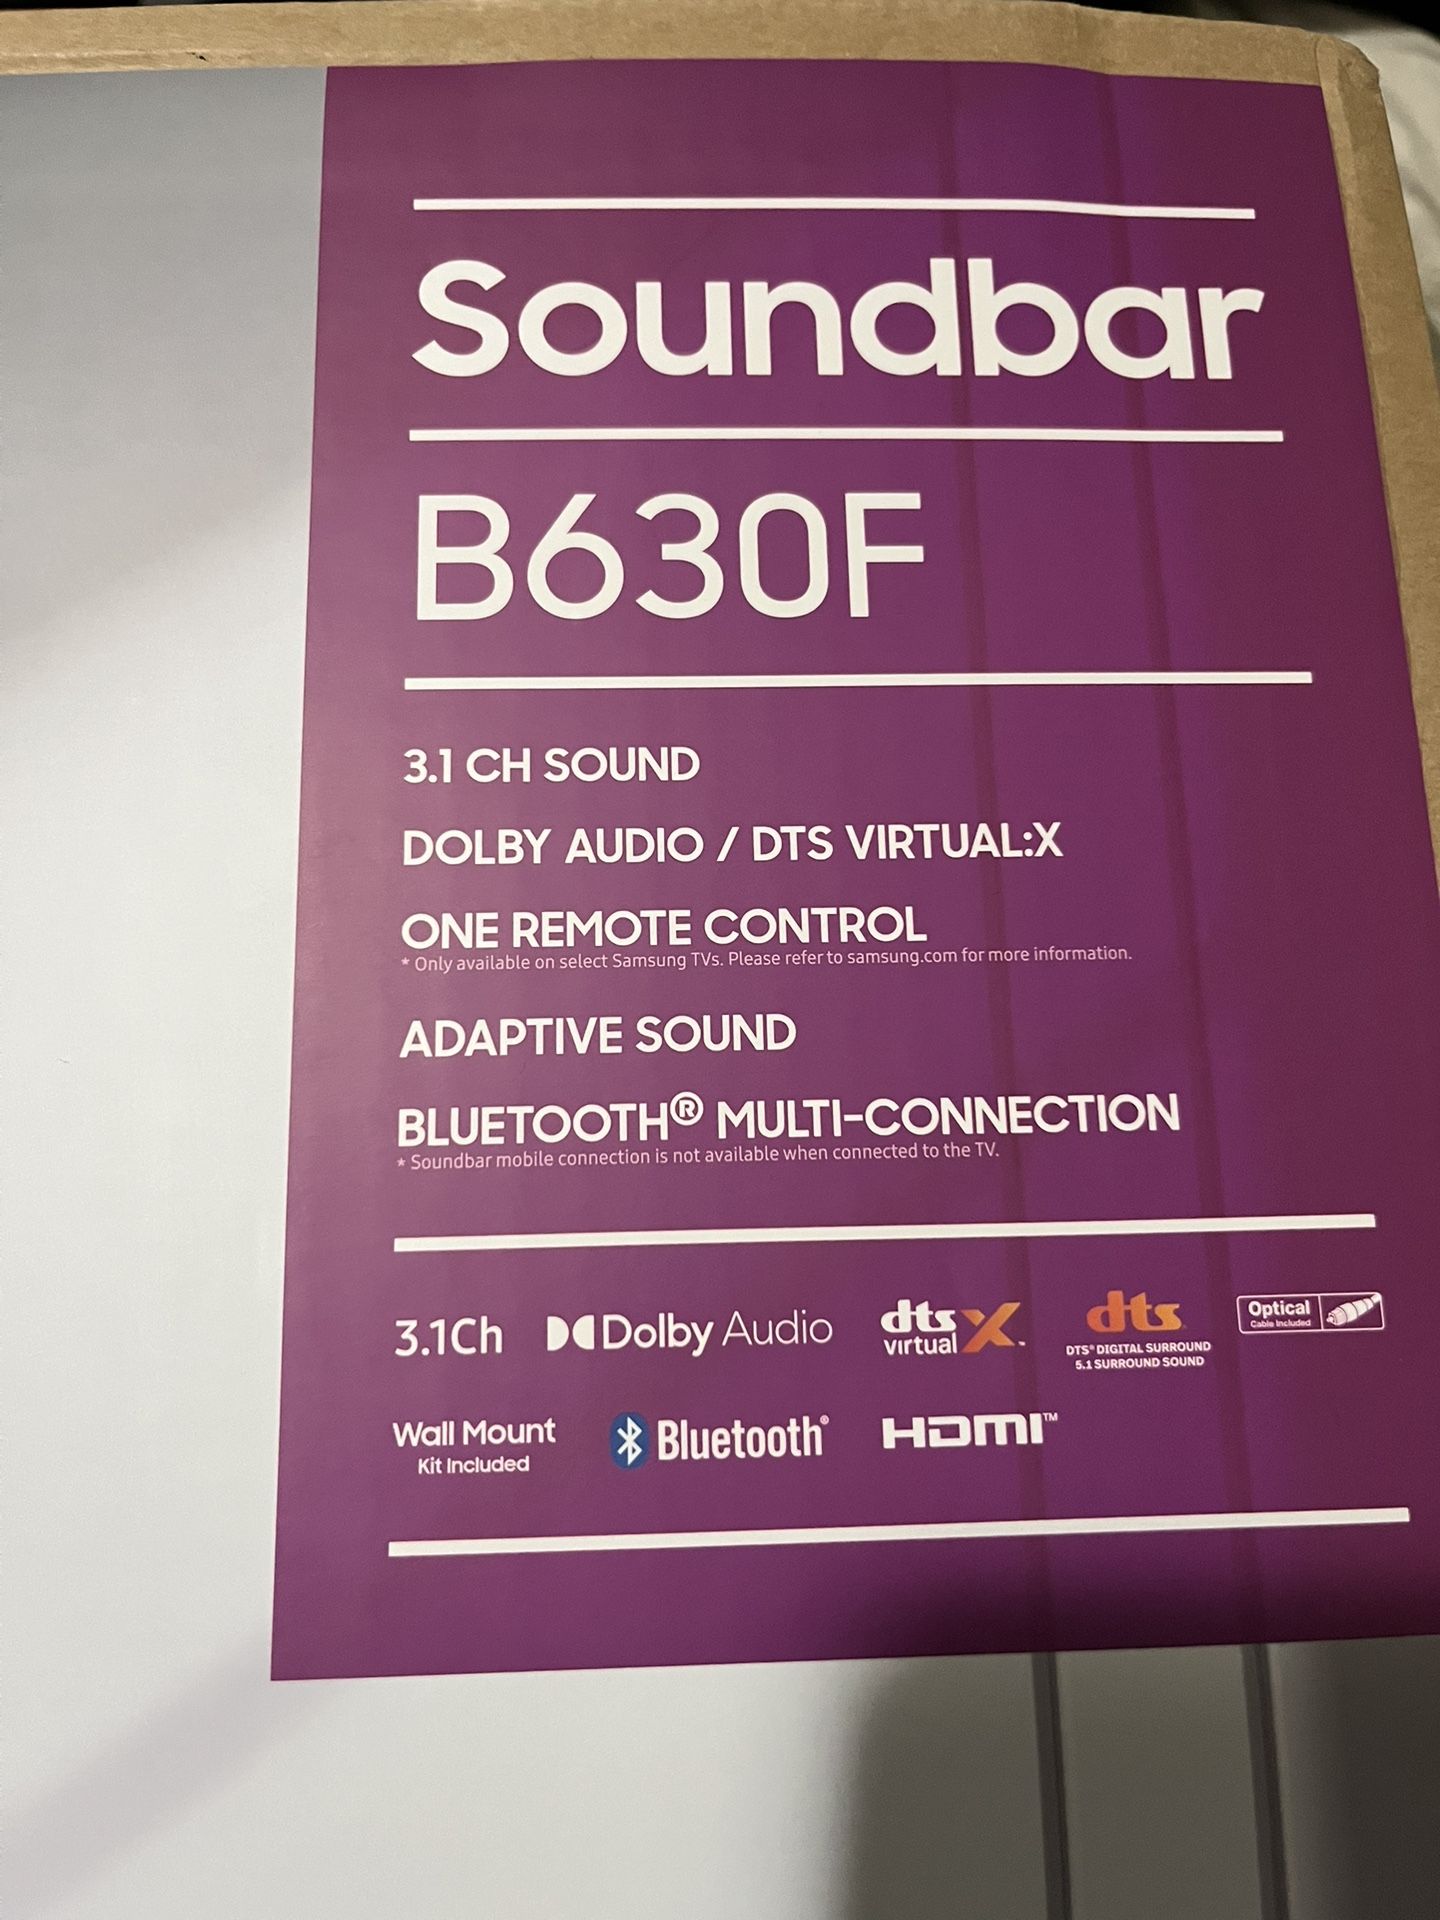 Soundbar
B630F
3.1 CH SOUND
DOLBY AUDIO / DTS VIRTUAL:X
ONE REMOTE CONTROL
* Only available on select Samsung TVs. Please refer to samsung.com for more information.
ADAPTIVE SOUND
BLUETOOTH® MULTI-CONNECTION
* Soundbar mobile connection is not available when connected to the TV.
3.1Ch
Dolby Audio
dts
virtual X™
dts
DTS® DIGITAL SURROUND
5.1 SURROUND SOUND
Optical
Cable Included
Wall Mount
Kit Included
Bluetooth®
HDMI™